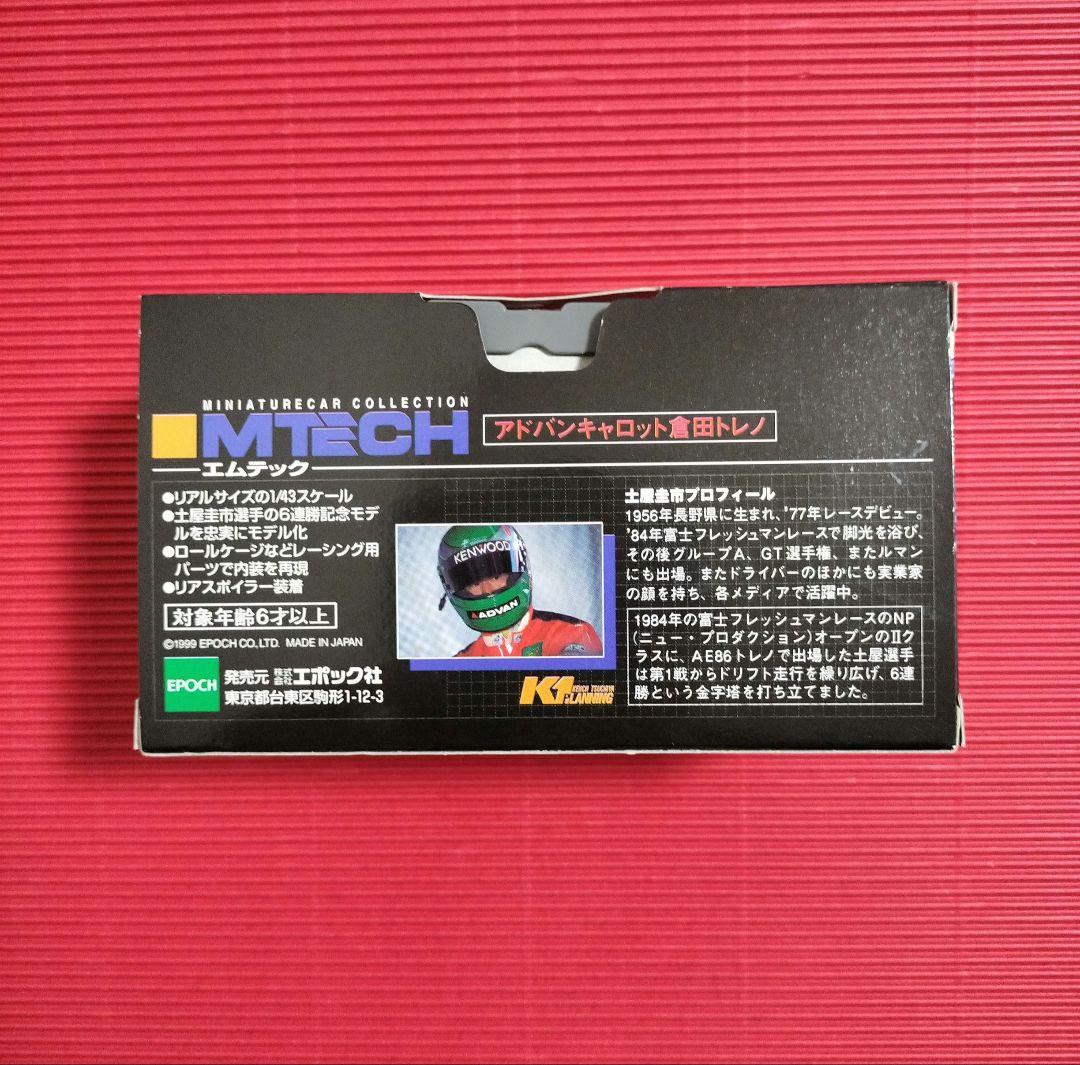 MINIATURECAR COLLECTION
MTECH
エムテック
アドバンキャロット倉田トレノ
●リアルサイズの1/43スケール
●土屋圭市選手の6連勝記念モデ
ルを忠実にモデル化
●ロールケージなどレーシング用
パーツで内装を再現
●リアスポイラー装着
対象年齢6才以上
©1999 EPOCH CO.LTD. MADE IN JAPAN
EPOCH
発売元 株式会社エポック社
東京都台東区駒形1-12-3
KENWOOD
ADVAN
K1 KEIICHI TSUCHIYA
PLANNING
土屋圭市プロフィール
1956年長野県に生まれ、'77年レースデビュー。
'84年富士フレッシュマンレースで脚光を浴び、
その後グループA、GT選手権、またルマン
にも出場。またドライバーのほかにも実業家
の顔を持ち、各メディアで活躍中。
1984年の富士フレッシュマンレースのNP
(ニュー・プロダクション)オープンのIIク
ラスに、AE86トレノで出場した土屋選手
は第1戦からドリフト走行を繰り広げ、6連
勝という金字塔を打ち立てました。